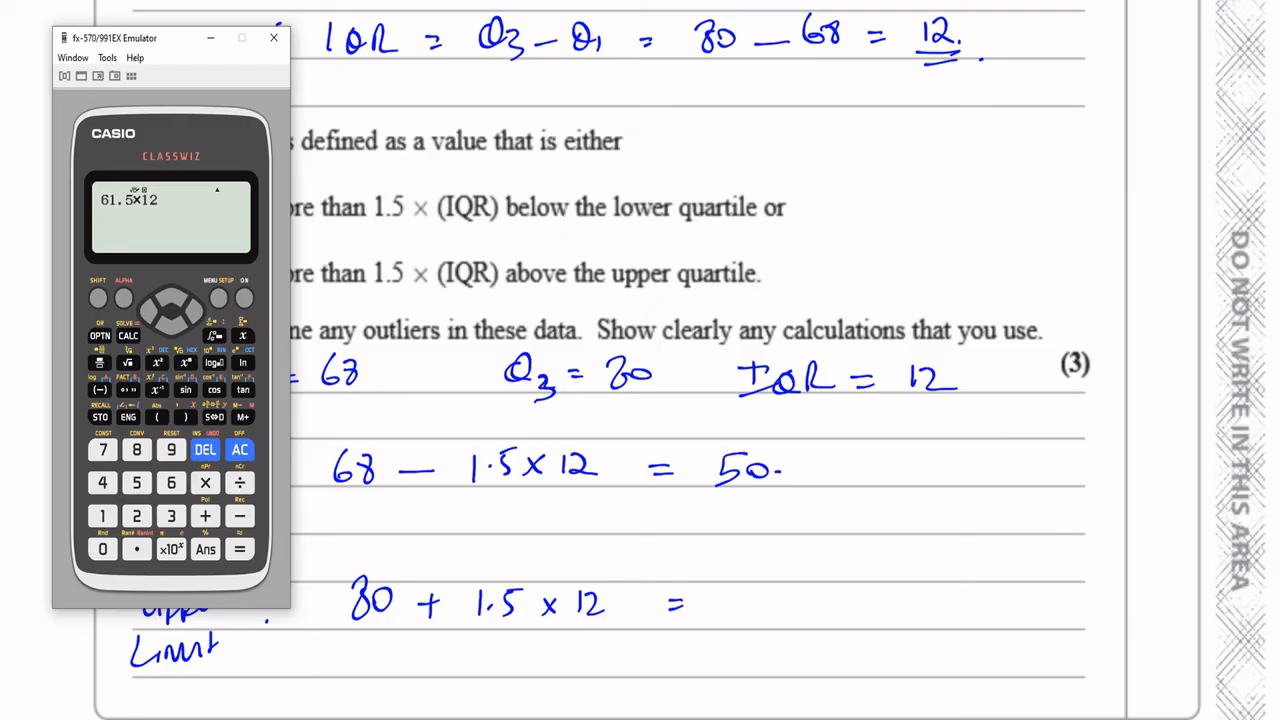 fx-570/991EX Emulator
Window Tools Help
IQR = Q3 - Q1 = 80 - 68 = 12.
CASIO
CLASSWIZ
61.5×12
s defined as a value that is either
ore than 1.5 × (IQR) below the lower quartile or
ore than 1.5 × (IQR) above the upper quartile.
ne any outliers in these data. Show clearly any calculations that you use.
(3)
= 68 Q3 = 80 IQR = 12
68 - 1.5 × 12 = 50.
80 + 1.5 × 12 =
Limit
SHIFT ALPHA MENU SETUP ON
OPTN CALC x
log ln
(-) sin cos tan
STO ENG ( ) S⇔D M+
7 8 9 DEL AC
4 5 6 × ÷
1 2 3 + −
0 . ×10x Ans =
DO NOT WRITE IN THIS AREA